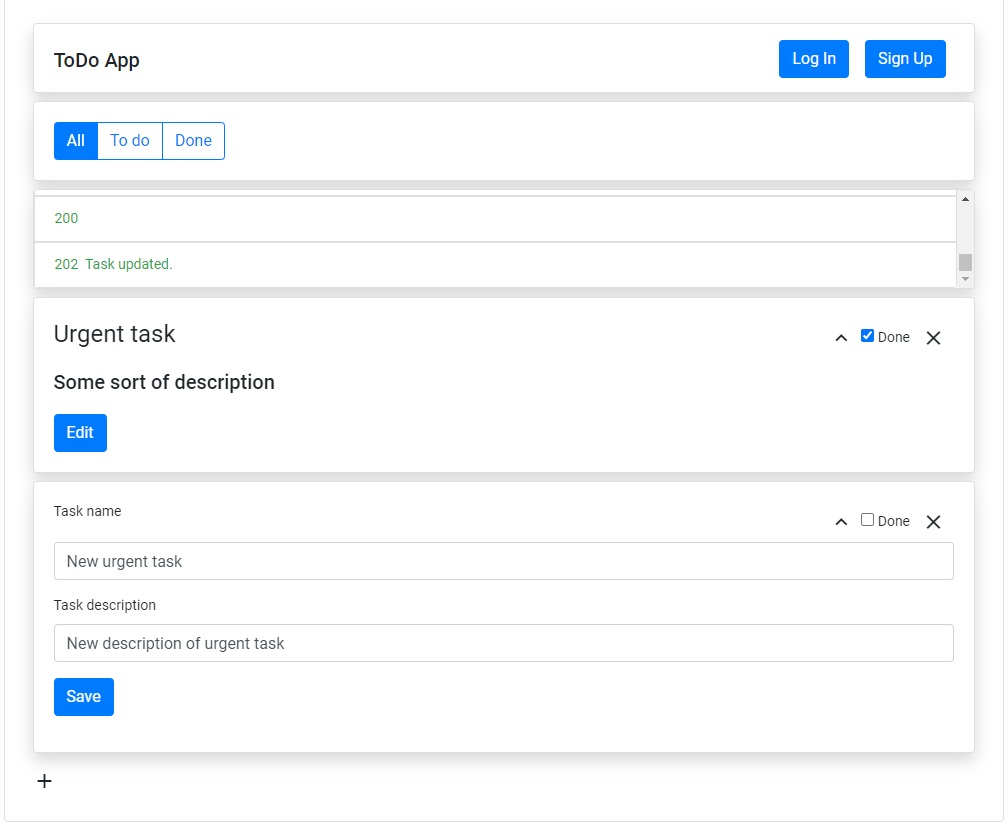 ToDo App
Log In
Sign Up
All
To do
Done
200
202 Task updated.
Urgent task
Done
Some sort of description
Edit
Task name
Done
New urgent task
Task description
New description of urgent task
Save